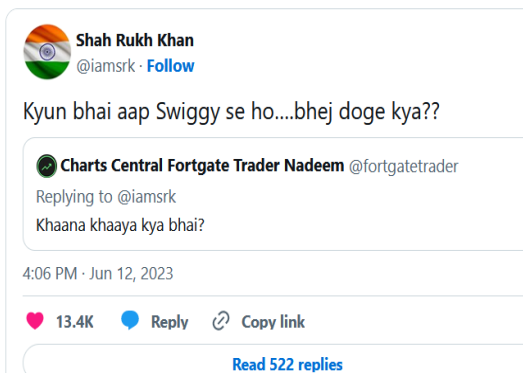 Shah Rukh Khan
@iamsrk · Follow
Kyun bhai aap Swiggy se ho....bhej doge kya??
Charts Central Fortgate Trader Nadeem @fortgatetrader
Replying to @iamsrk
Khaana khaaya kya bhai?
4:06 PM · Jun 12, 2023
13.4K Reply Copy link
Read 522 replies